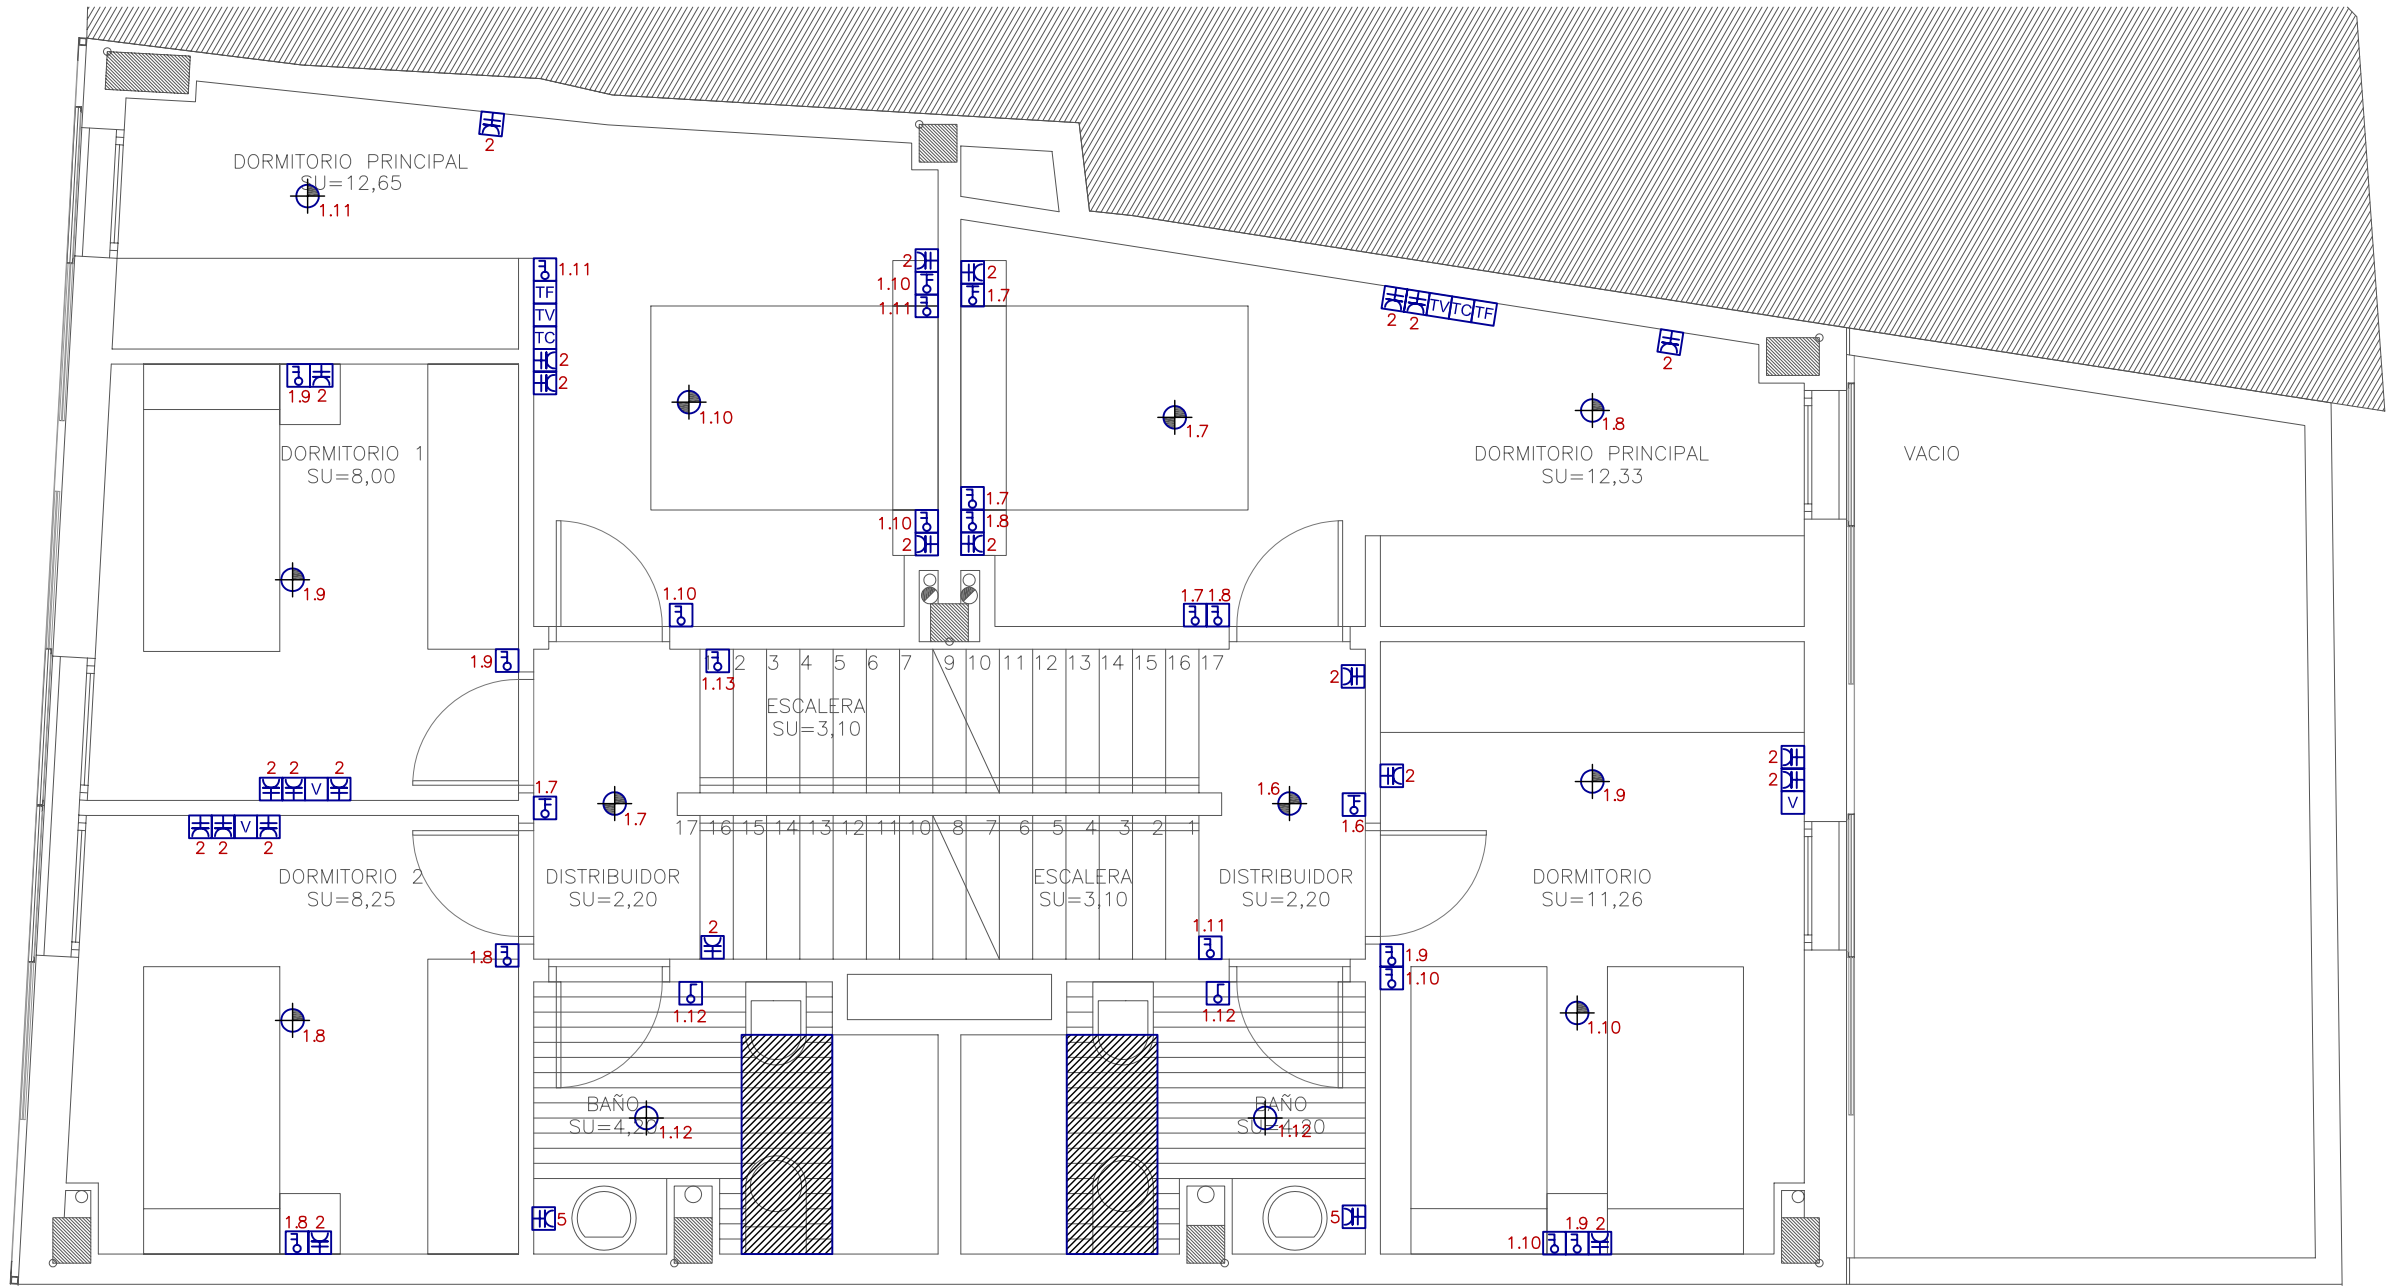 2
DORMITORIO PRINCIPAL
SU=12,65
1.11
2
1.10
1.11
2
1.7
1.11
TF
TV
TC
2
2
2
2
TV
TC
TF
2
1.9
2
1.10
1.7
1.8
DORMITORIO 1
SU=8,00
DORMITORIO PRINCIPAL
SU=12,33
VACIO
1.10
2
1.7
1.8
2
1.9
1.10
1.7
1.8
1.9
1.13
1 2 3 4 5 6 7 9 10 11 12 13 14 15 16 17
2
ESCALERA
SU=3,10
2
2
V
2
1.7
1.7
1.6
1.6
2
1.9
2
2
V
2
2
V
2
17 16 15 14 13 12 11 10 8 7 6 5 4 3 2 1
DORMITORIO 2
SU=8,25
DISTRIBUIDOR
SU=2,20
ESCALERA
SU=3,10
DISTRIBUIDOR
SU=2,20
DORMITORIO
SU=11,26
1.8
2
1.11
1.9
1.10
1.8
1.12
1.12
1.10
BAÑO
SU=4,20
1.12
BAÑO
SU=4,20
1.12
1.8
2
5
5
1.10
1.9
2